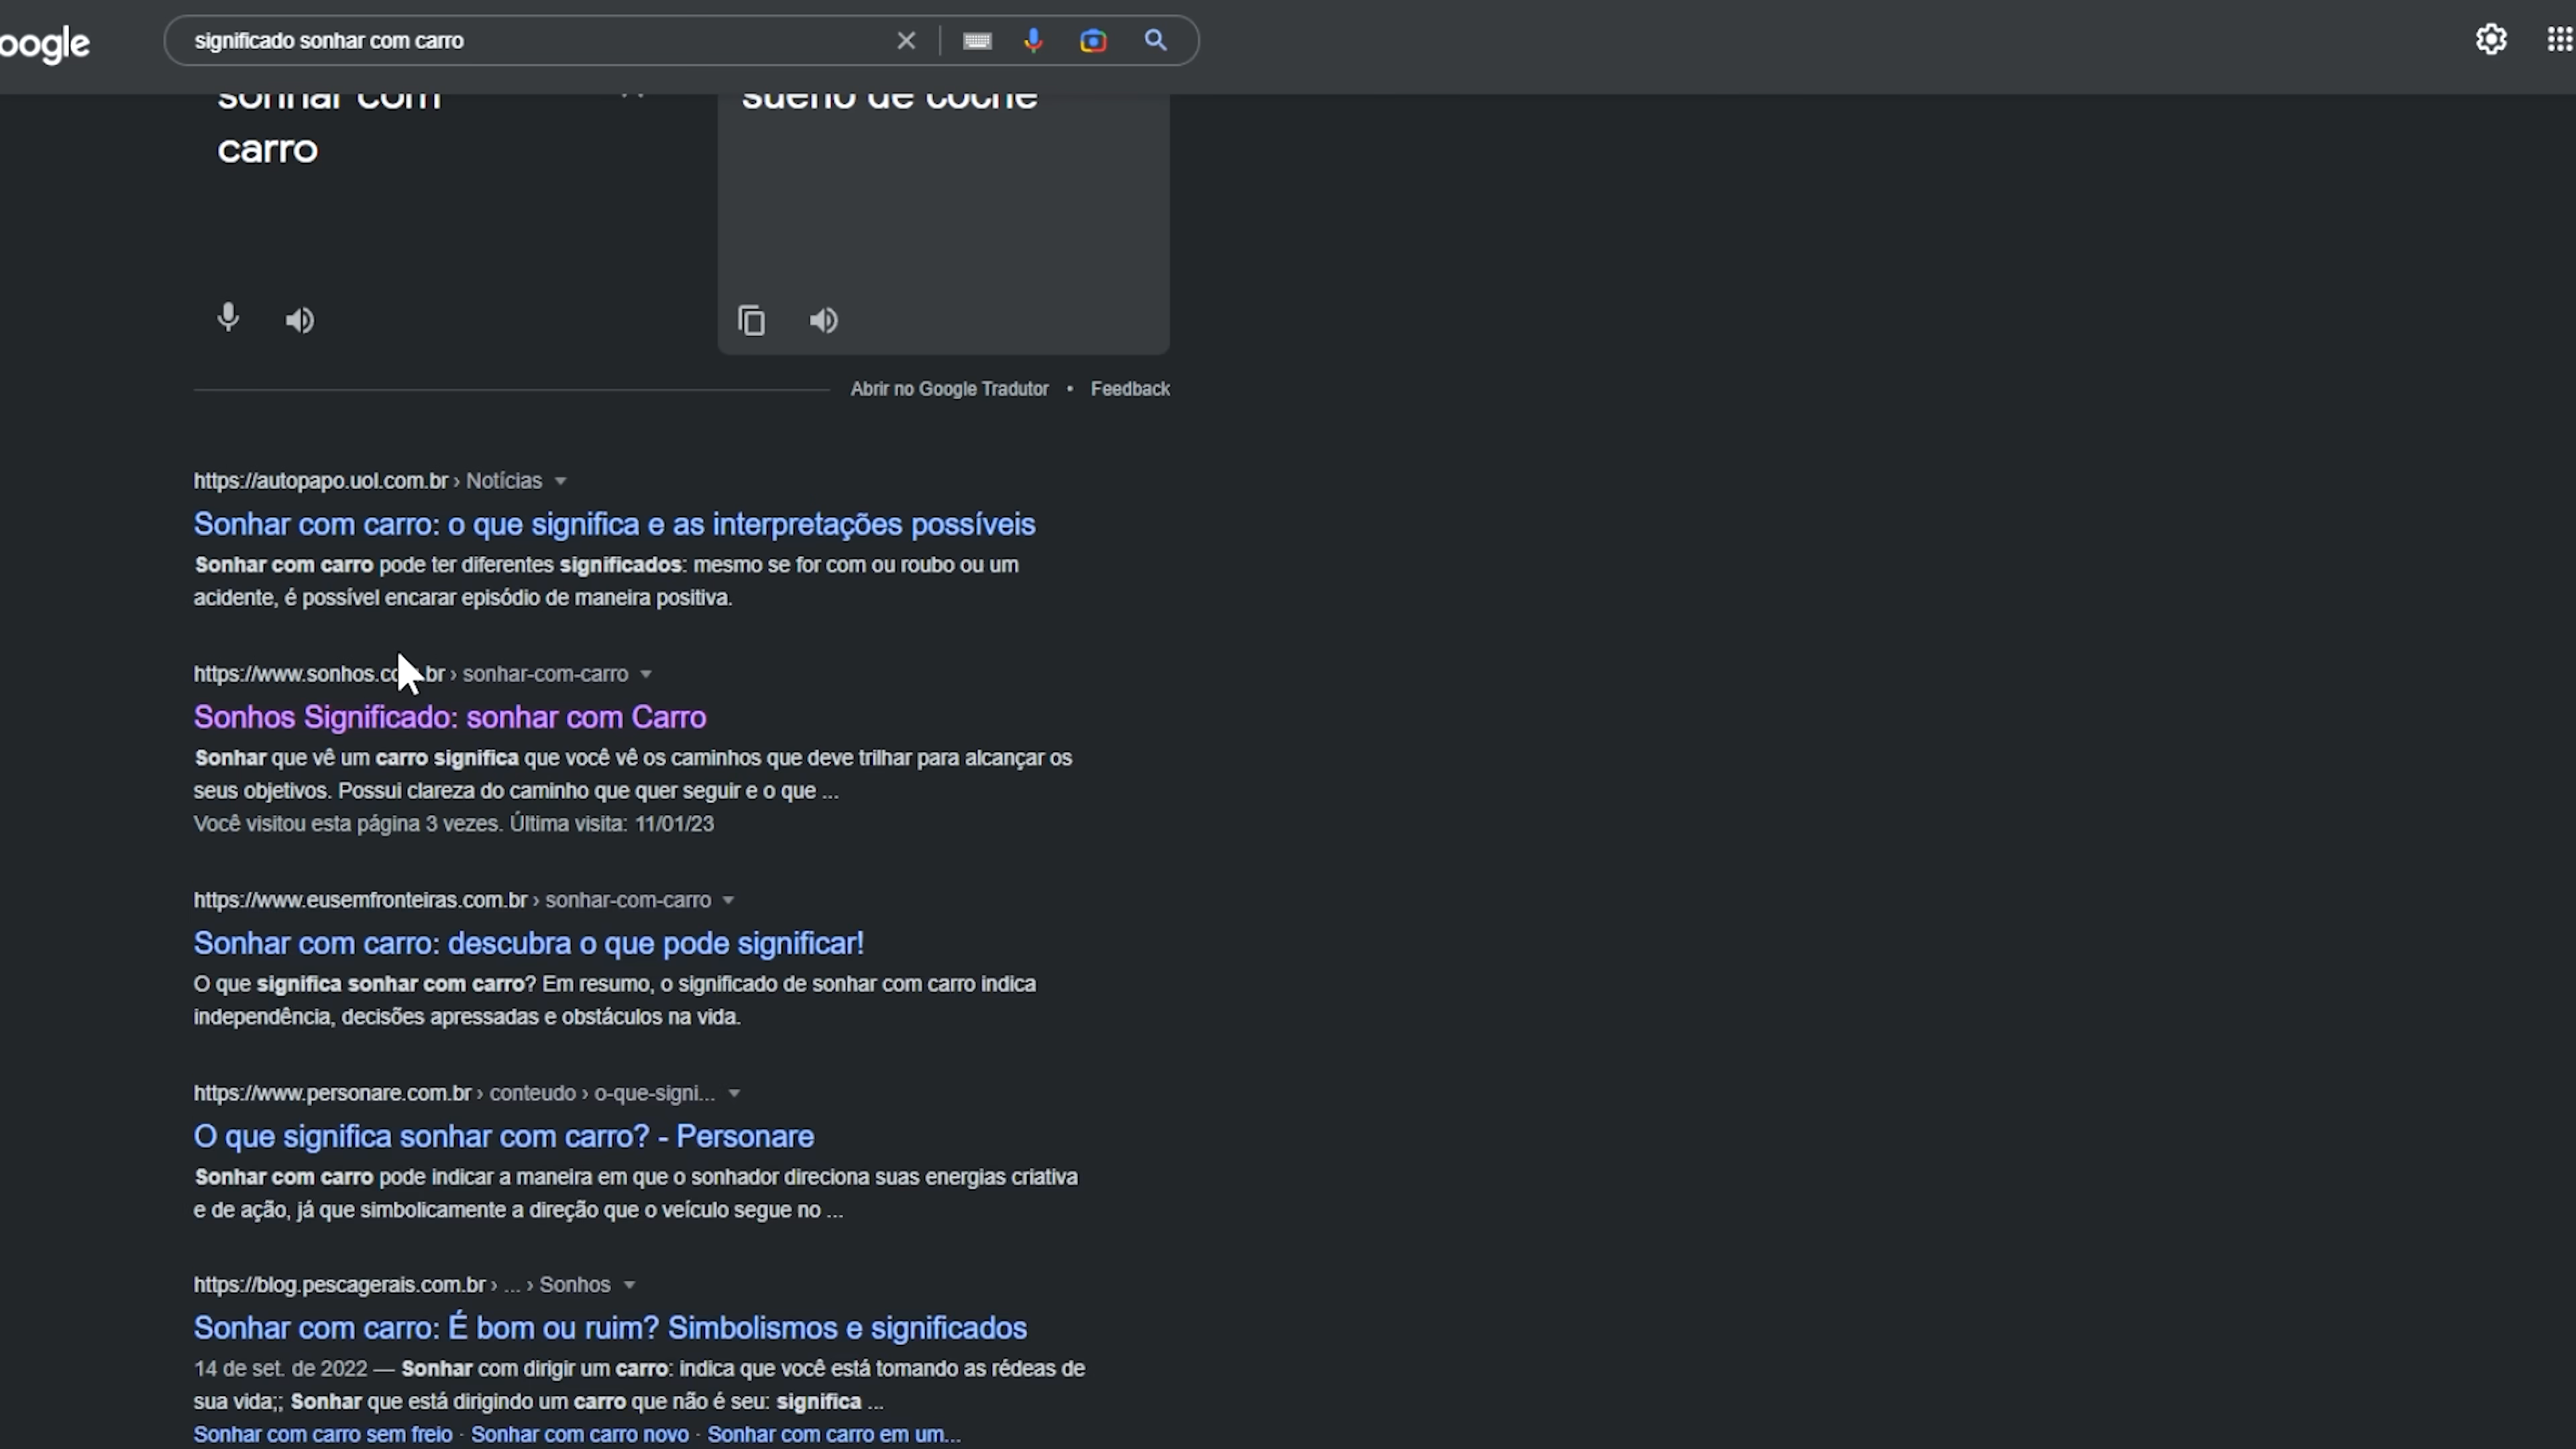 oogle
significado sonhar com carro
sonhar com
carro
sueño de coche
Abrir no Google Tradutor • Feedback
https://autopapo.uol.com.br › Notícias
Sonhar com carro: o que significa e as interpretações possíveis
Sonhar com carro pode ter diferentes significados: mesmo se for com ou roubo ou um
acidente, é possível encarar episódio de maneira positiva.
https://www.sonhos.co br › sonhar-com-carro
Sonhos Significado: sonhar com Carro
Sonhar que vê um carro significa que você vê os caminhos que deve trilhar para alcançar os
seus objetivos. Possui clareza do caminho que quer seguir e o que ...
Você visitou esta página 3 vezes. Última visita: 11/01/23
https://www.eusemfronteiras.com.br › sonhar-com-carro
Sonhar com carro: descubra o que pode significar!
O que significa sonhar com carro? Em resumo, o significado de sonhar com carro indica
independência, decisões apressadas e obstáculos na vida.
https://www.personare.com.br › conteudo › o-que-signi...
O que significa sonhar com carro? - Personare
Sonhar com carro pode indicar a maneira em que o sonhador direciona suas energias criativa
e de ação, já que simbolicamente a direção que o veículo segue no ...
https://blog.pescagerais.com.br › ... › Sonhos
Sonhar com carro: É bom ou ruim? Simbolismos e significados
14 de set. de 2022 — Sonhar com dirigir um carro: indica que você está tomando as rédeas de
sua vida;; Sonhar que está dirigindo um carro que não é seu: significa ...
Sonhar com carro sem freio · Sonhar com carro novo · Sonhar com carro em um...